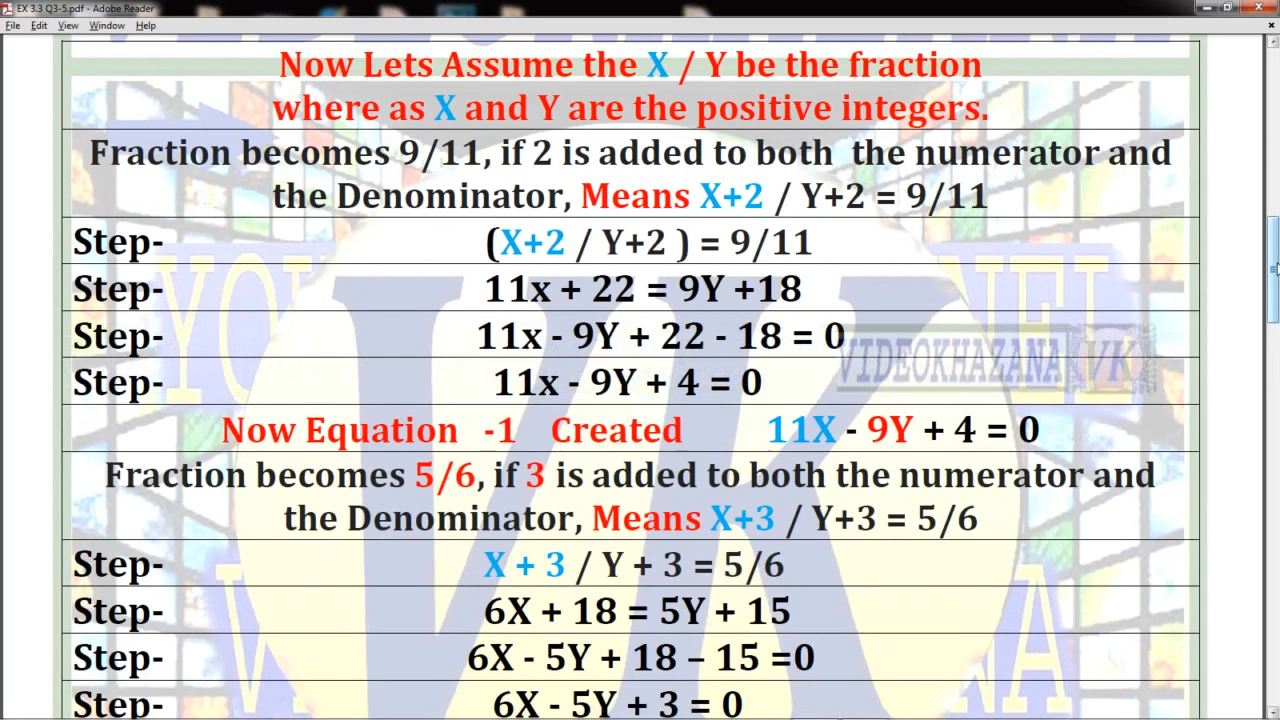 EX 3.3 Q3-5.pdf - Adobe Reader
File Edit View Window Help
Now Lets Assume the X / Y be the fraction
where as X and Y are the positive integers.
Fraction becomes 9/11, if 2 is added to both the numerator and
the Denominator, Means X+2 / Y+2 = 9/11
Step- (X+2 / Y+2 ) = 9/11
Step- 11x + 22 = 9Y +18
Step- 11x - 9Y + 22 - 18 = 0
VIDEOKHAZANA VK
Step- 11x - 9Y + 4 = 0
Now Equation -1 Created 11X - 9Y + 4 = 0
Fraction becomes 5/6, if 3 is added to both the numerator and
the Denominator, Means X+3 / Y+3 = 5/6
Step- X + 3 / Y + 3 = 5/6
Step- 6X + 18 = 5Y + 15
Step- 6X - 5Y + 18 – 15 =0
Step- 6X - 5Y + 3 = 0
VK